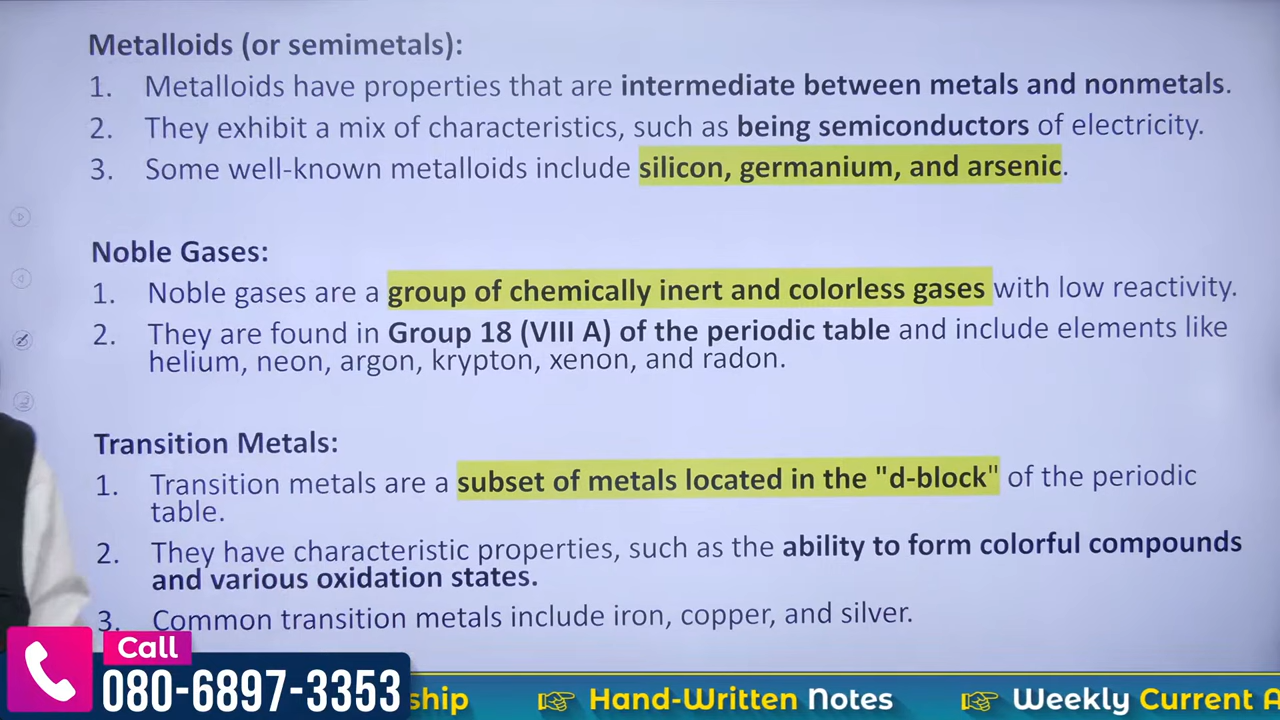 Metalloids (or semimetals):
1. Metalloids have properties that are intermediate between metals and nonmetals.
2. They exhibit a mix of characteristics, such as being semiconductors of electricity.
3. Some well-known metalloids include silicon, germanium, and arsenic.
Noble Gases:
1. Noble gases are a group of chemically inert and colorless gases with low reactivity.
2. They are found in Group 18 (VIII A) of the periodic table and include elements like
helium, neon, argon, krypton, xenon, and radon.
Transition Metals:
1. Transition metals are a subset of metals located in the "d-block" of the periodic
table.
2. They have characteristic properties, such as the ability to form colorful compounds
and various oxidation states.
3. Common transition metals include iron, copper, and silver.
Call
080-6897-3353
ship Hand-Written Notes Weekly Current A